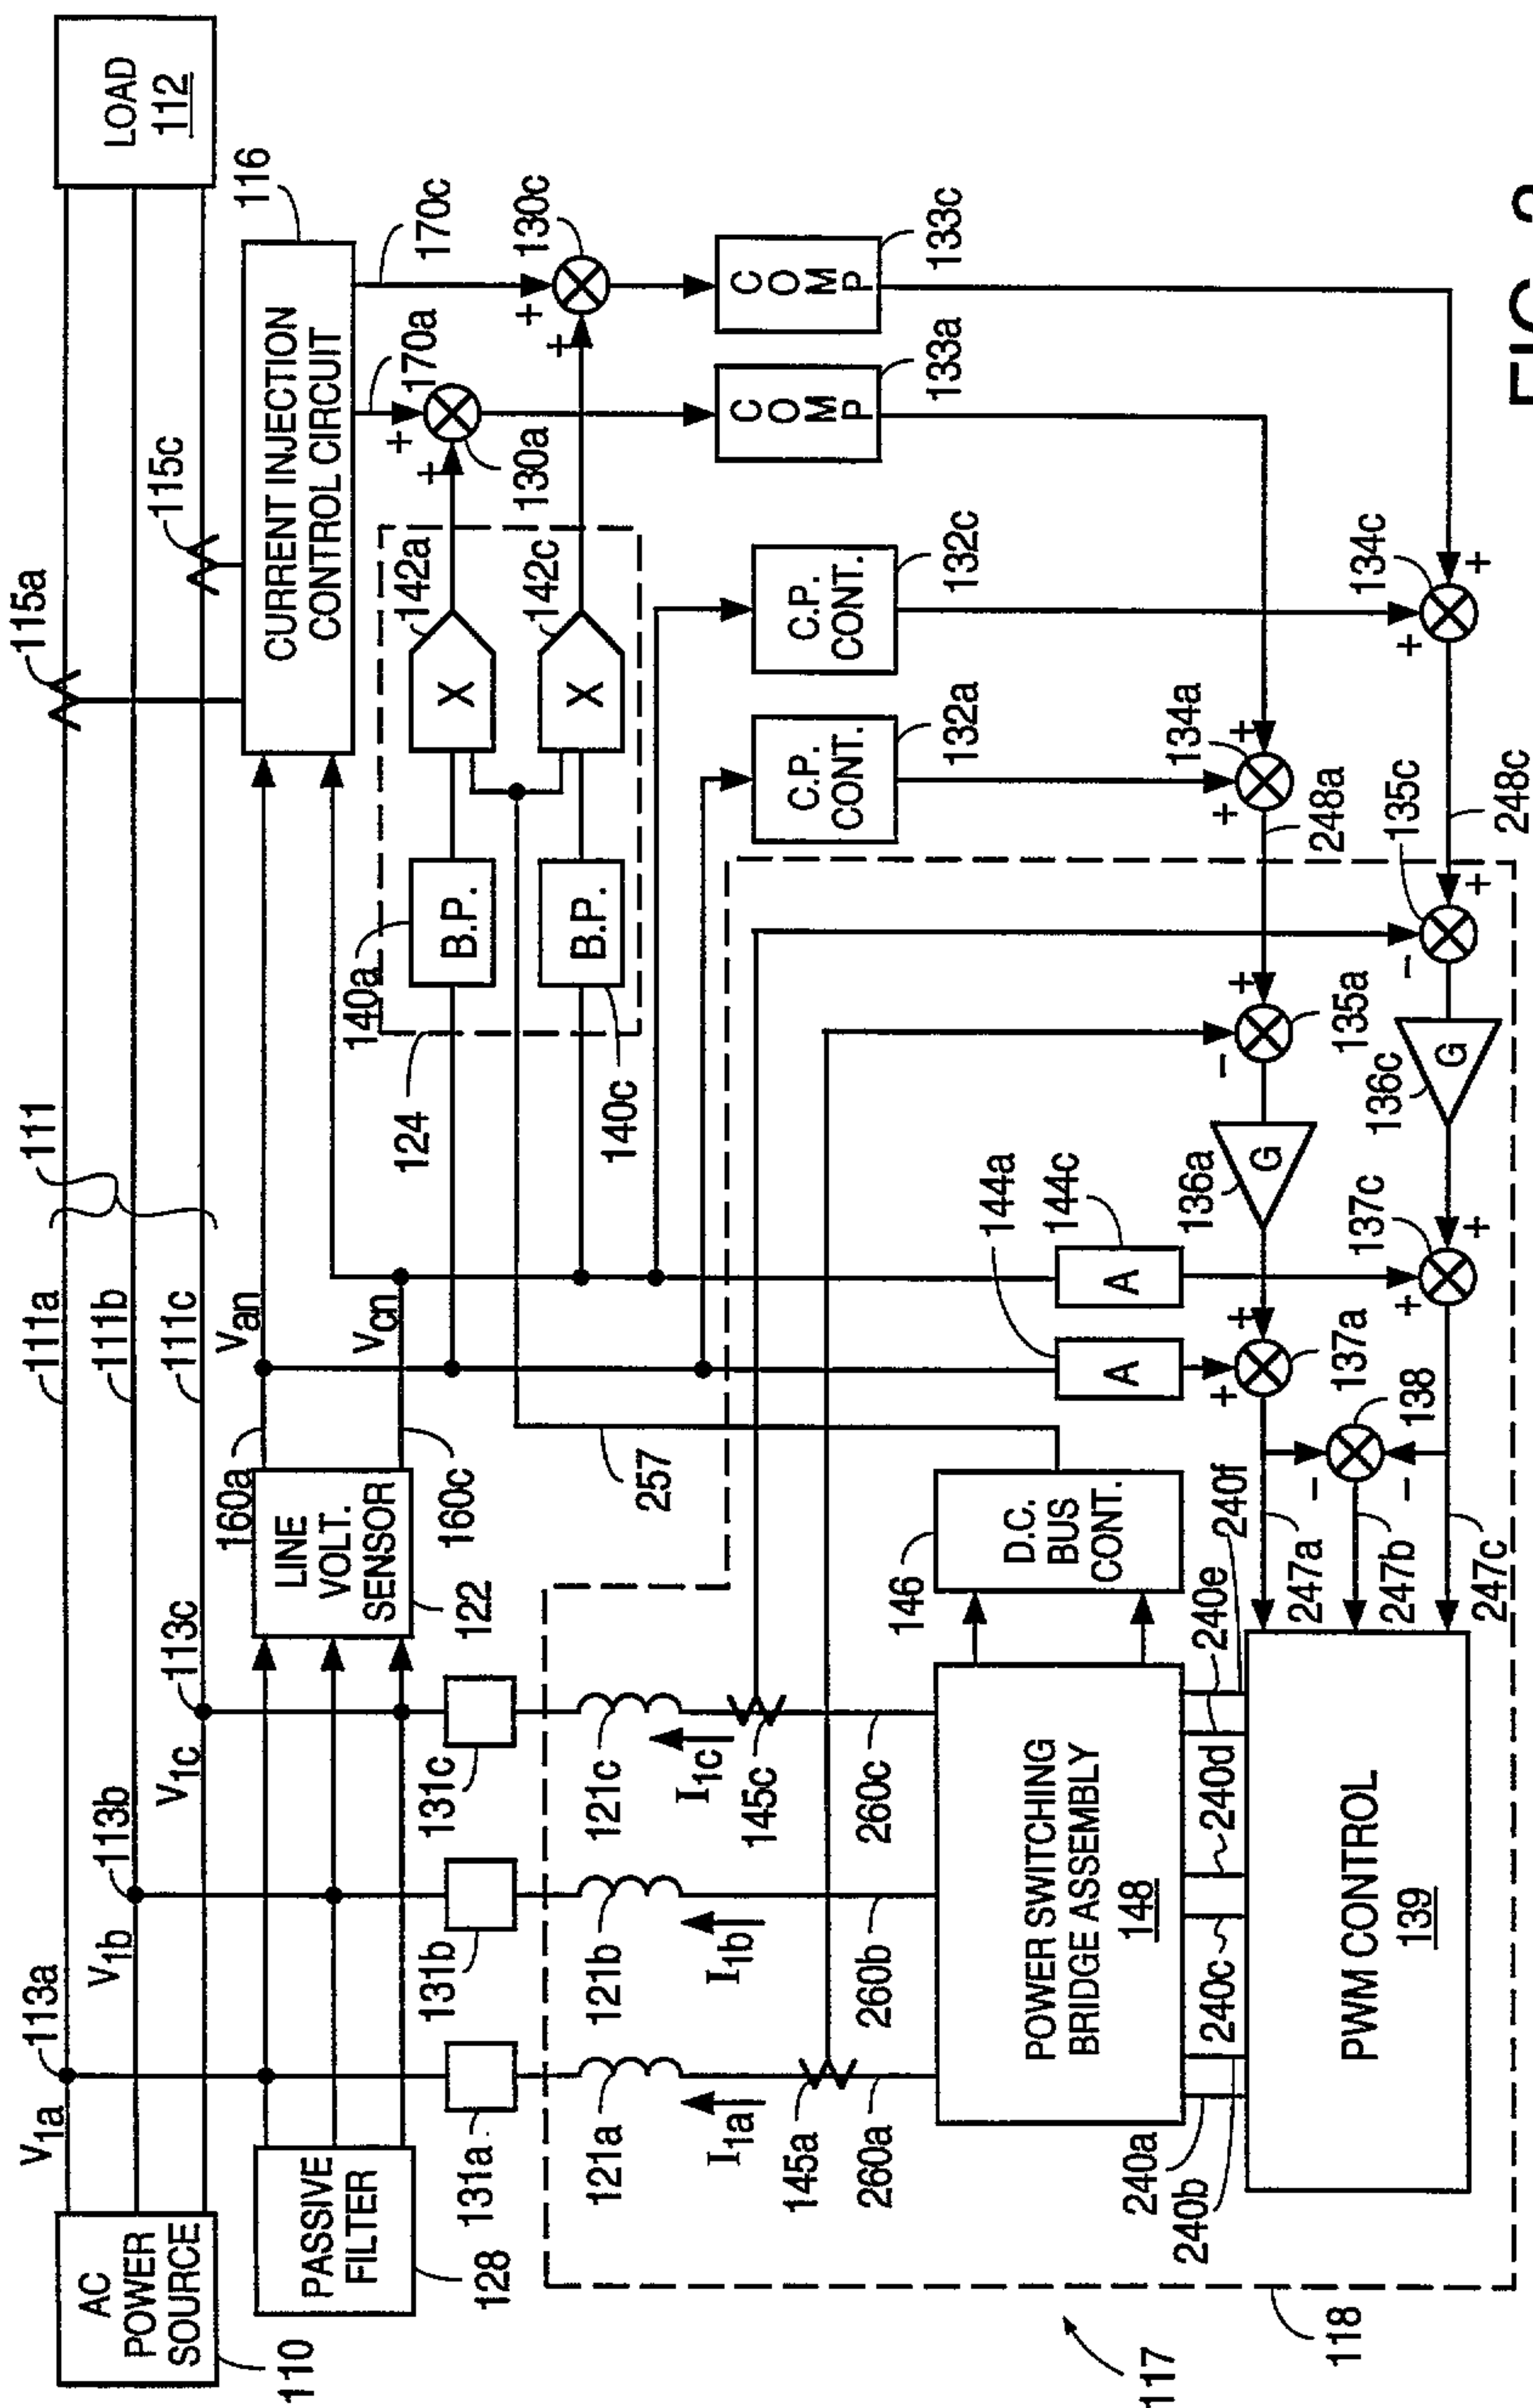 111
111a
111b
111c
115a
115c
LOAD
112
AC
POWER
SOURCE
110
V1a
113a
V1b
113b
V1c
113c
PASSIVE
FILTER
128
LINE
VOLT.
SENSOR
122
160a
160c
Van
Vcn
CURRENT INJECTION
CONTROL CIRCUIT
116
170a
170c
+
+
130a
+
+
130c
124
140a
B.P.
X
142a
140c
B.P.
X
142c
COMP
133a
COMP
133c
C.P.
CONT.
132a
C.P.
CONT.
132c
131a
131b
131c
121a
121b
121c
I1a
I1b
I1c
145a
145c
260a
260b
260c
257
146
D.C.
BUS
CONT.
144a
A
144c
A
POWER SWITCHING
BRIDGE ASSEMBLY
148
240a
240b
240c
240d
240e
240f
PWM CONTROL
139
247a
247b
247c
-
-
138
+
+
137a
+
+
137c
136a
G
136c
G
-
+
135a
-
+
135c
248a
248c
+
+
134a
+
+
134c
117
118